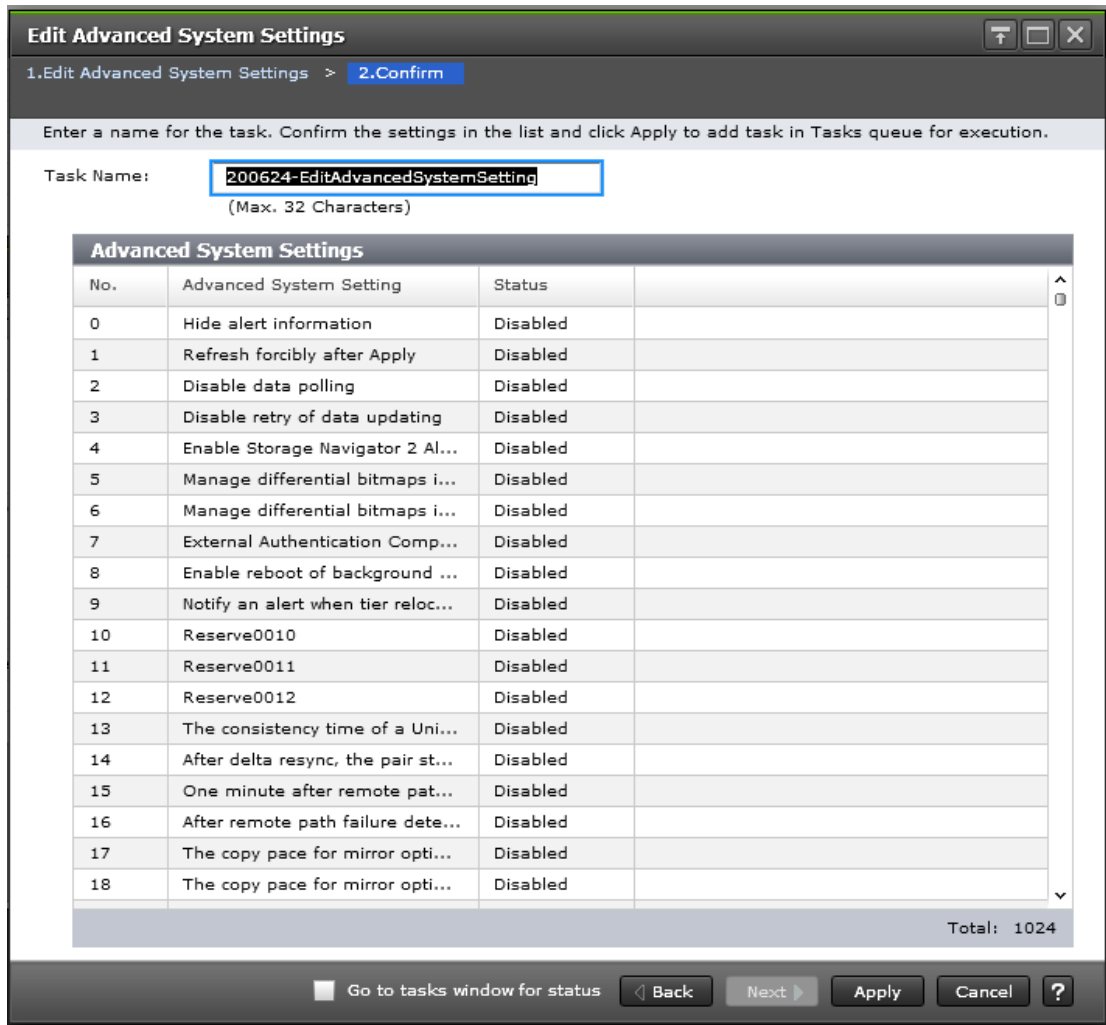 Edit Advanced System Settings
1.Edit Advanced System Settings > 2.Confirm
Enter a name for the task. Confirm the settings in the list and click Apply to add task in Tasks queue for execution.
Task Name: 200624-EditAdvancedSystemSetting
(Max. 32 Characters)
Advanced System Settings
No. Advanced System Setting Status
0 Hide alert information Disabled
1 Refresh forcibly after Apply Disabled
2 Disable data polling Disabled
3 Disable retry of data updating Disabled
4 Enable Storage Navigator 2 Al... Disabled
5 Manage differential bitmaps i... Disabled
6 Manage differential bitmaps i... Disabled
7 External Authentication Comp... Disabled
8 Enable reboot of background ... Disabled
9 Notify an alert when tier reloc... Disabled
10 Reserve0010 Disabled
11 Reserve0011 Disabled
12 Reserve0012 Disabled
13 The consistency time of a Uni... Disabled
14 After delta resync, the pair st... Disabled
15 One minute after remote pat... Disabled
16 After remote path failure dete... Disabled
17 The copy pace for mirror opti... Disabled
18 The copy pace for mirror opti... Disabled
Total: 1024
Go to tasks window for status Back Next Apply Cancel ?